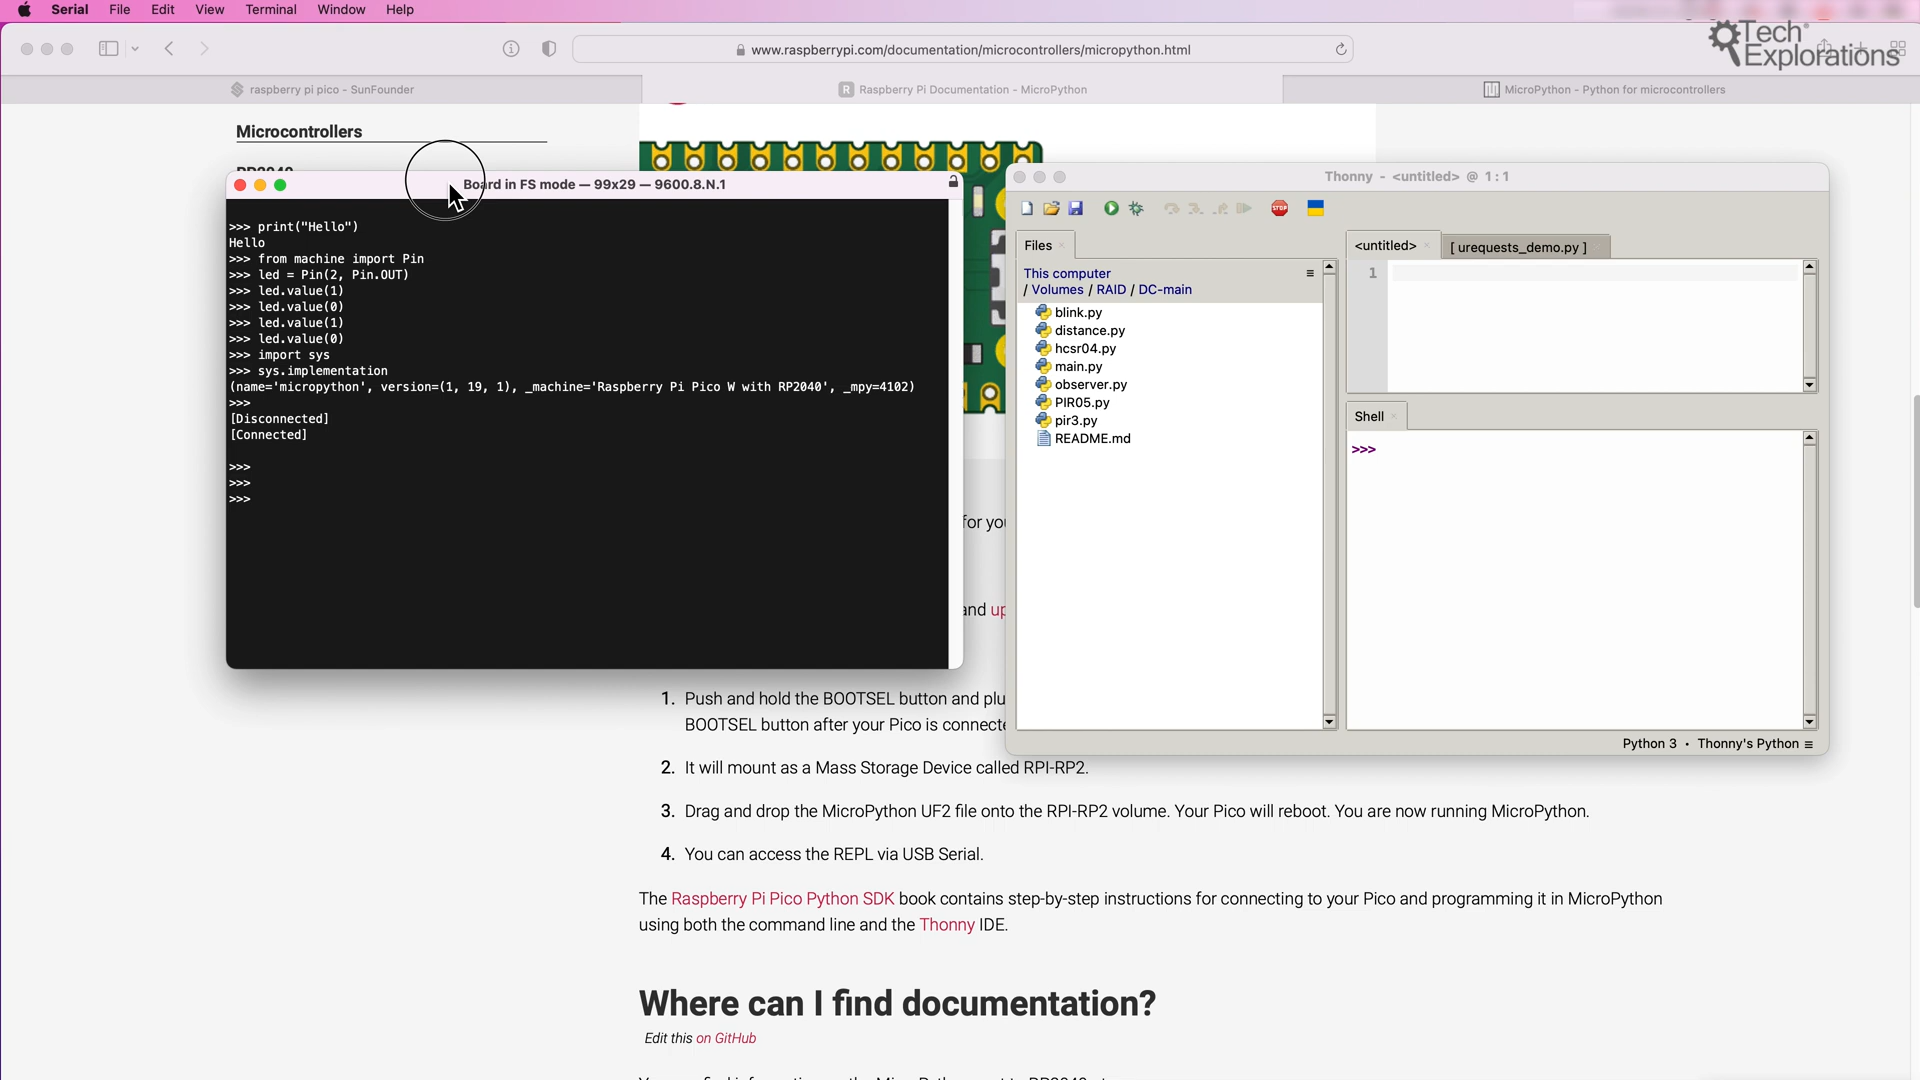 Serial File Edit View Terminal Window Help
Tech Explorations
www.raspberrypi.com/documentation/microcontrollers/micropython.html
raspberry pi pico - SunFounder
Raspberry Pi Documentation - MicroPython
MicroPython - Python for microcontrollers
Microcontrollers
RP2040
Board in FS mode — 99x29 — 9600.8.N.1
>>> print("Hello")
Hello
>>> from machine import Pin
>>> led = Pin(2, Pin.OUT)
>>> led.value(1)
>>> led.value(0)
>>> led.value(1)
>>> led.value(0)
>>> import sys
>>> sys.implementation
(name='micropython', version=(1, 19, 1), _machine='Raspberry Pi Pico W with RP2040', _mpy=4102)
>>>
[Disconnected]
[Connected]
>>>
>>>
>>>
Thonny - <untitled> @ 1 : 1
STOP
Files
This computer
/ Volumes / RAID / DC-main
blink.py
distance.py
hcsr04.py
main.py
observer.py
PIR05.py
pir3.py
README.md
<untitled>
[ urequests_demo.py ]
1
Shell
>>>
Python 3 • Thonny's Python ≡
for you
and up
1. Push and hold the BOOTSEL button and plu
BOOTSEL button after your Pico is connecte
2. It will mount as a Mass Storage Device called RPI-RP2.
3. Drag and drop the MicroPython UF2 file onto the RPI-RP2 volume. Your Pico will reboot. You are now running MicroPython.
4. You can access the REPL via USB Serial.
The Raspberry Pi Pico Python SDK book contains step-by-step instructions for connecting to your Pico and programming it in MicroPython
using both the command line and the Thonny IDE.
Where can I find documentation?
Edit this on GitHub